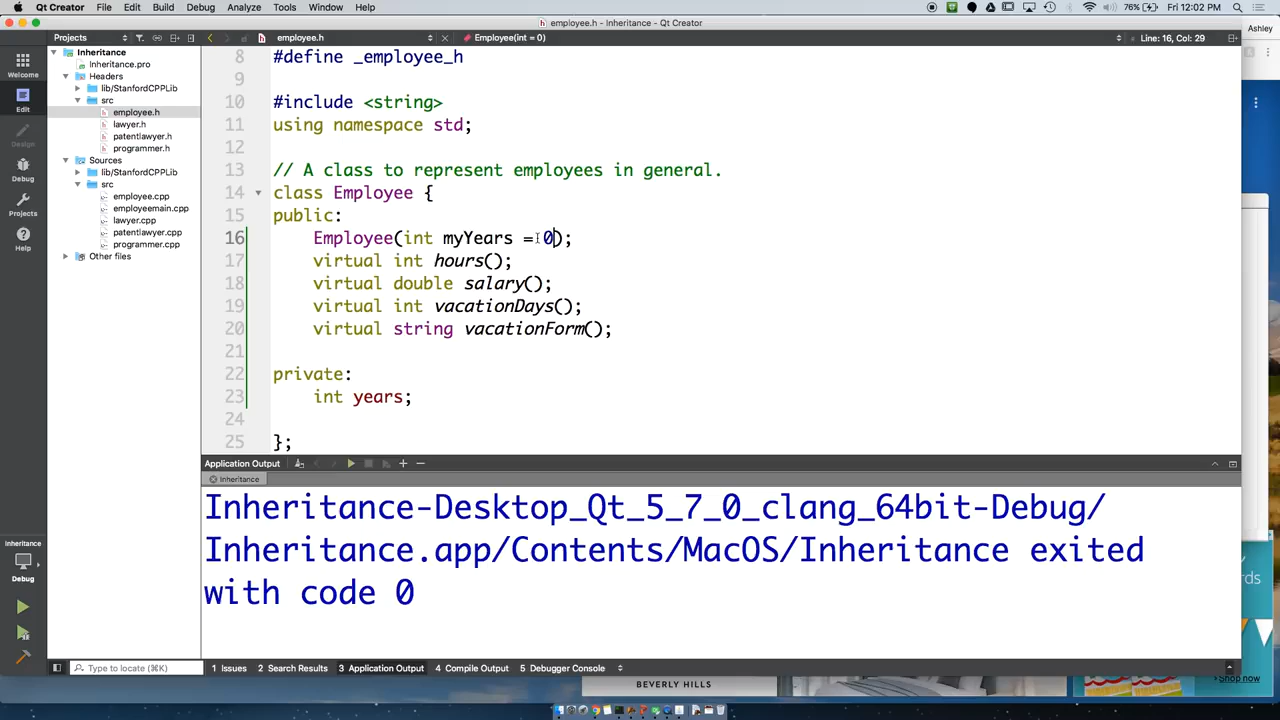 Qt Creator File Edit Build Debug Analyze Tools Window Help 76% Fri 12:02 PM
employee.h - Inheritance - Qt Creator
Ashley
Projects employee.h Employee(int = 0) Line: 16, Col: 29
Welcome
Edit
Design
Debug
Projects
Help
Inheritance
Debug
Inheritance
Inheritance.pro
Headers
lib/StanfordCPPLib
src
employee.h
lawyer.h
patentlawyer.h
programmer.h
Sources
lib/StanfordCPPLib
src
employee.cpp
employeemain.cpp
lawyer.cpp
patentlawyer.cpp
programmer.cpp
Other files
8 #define _employee_h
9
10 #include <string>
11 using namespace std;
12
13 // A class to represent employees in general.
14 class Employee {
15 public:
16 Employee(int myYears = 0);
17 virtual int hours();
18 virtual double salary();
19 virtual int vacationDays();
20 virtual string vacationForm();
21
22 private:
23 int years;
24
25 };
Application Output
Inheritance
Inheritance-Desktop_Qt_5_7_0_clang_64bit-Debug/
Inheritance.app/Contents/MacOS/Inheritance exited
with code 0
Type to locate (⌘K) 1 Issues 2 Search Results 3 Application Output 4 Compile Output 5 Debugger Console
BEVERLY HILLS
Shop now